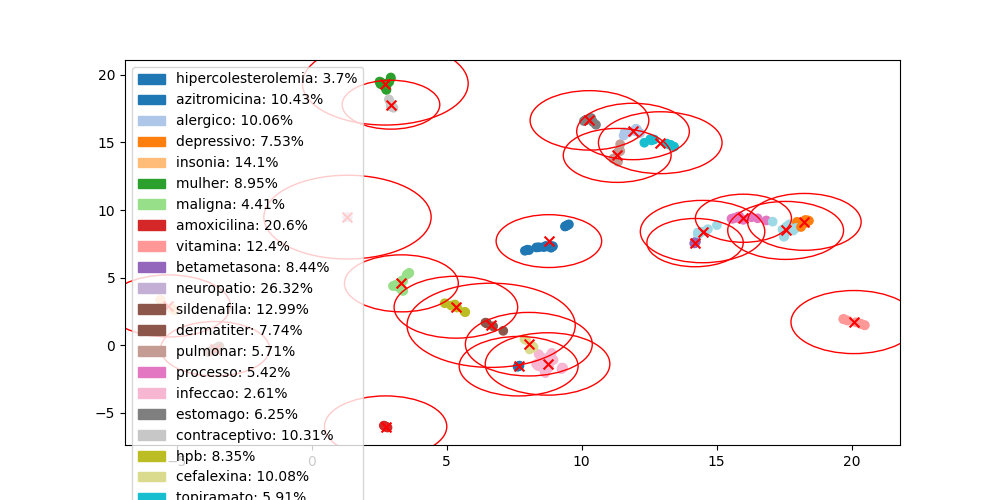 20
15
10
5
0
−5
0
5
10
15
20
hipercolesterolemia: 3.7%
azitromicina: 10.43%
alergico: 10.06%
depressivo: 7.53%
insonia: 14.1%
mulher: 8.95%
maligna: 4.41%
amoxicilina: 20.6%
vitamina: 12.4%
betametasona: 8.44%
neuropatio: 26.32%
sildenafila: 12.99%
dermatiter: 7.74%
pulmonar: 5.71%
processo: 5.42%
infeccao: 2.61%
estomago: 6.25%
contraceptivo: 10.31%
hpb: 8.35%
cefalexina: 10.08%
topiramato: 5.91%